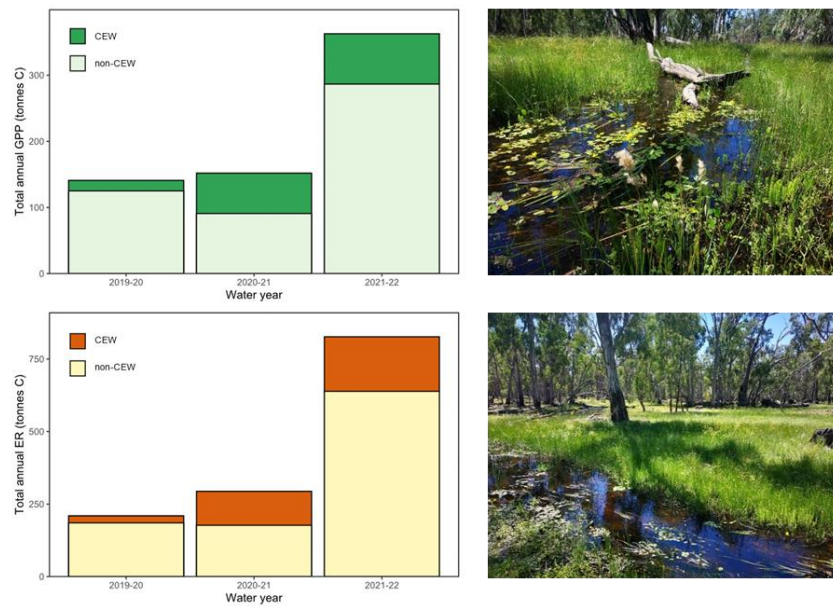 Total annual GPP (tonnes C)
300
200
100
0
CEW
non-CEW
2019-20
2020-21
2021-22
Water year
Total annual ER (tonnes C)
750
500
250
0
CEW
non-CEW
2019-20
2020-21
2021-22
Water year